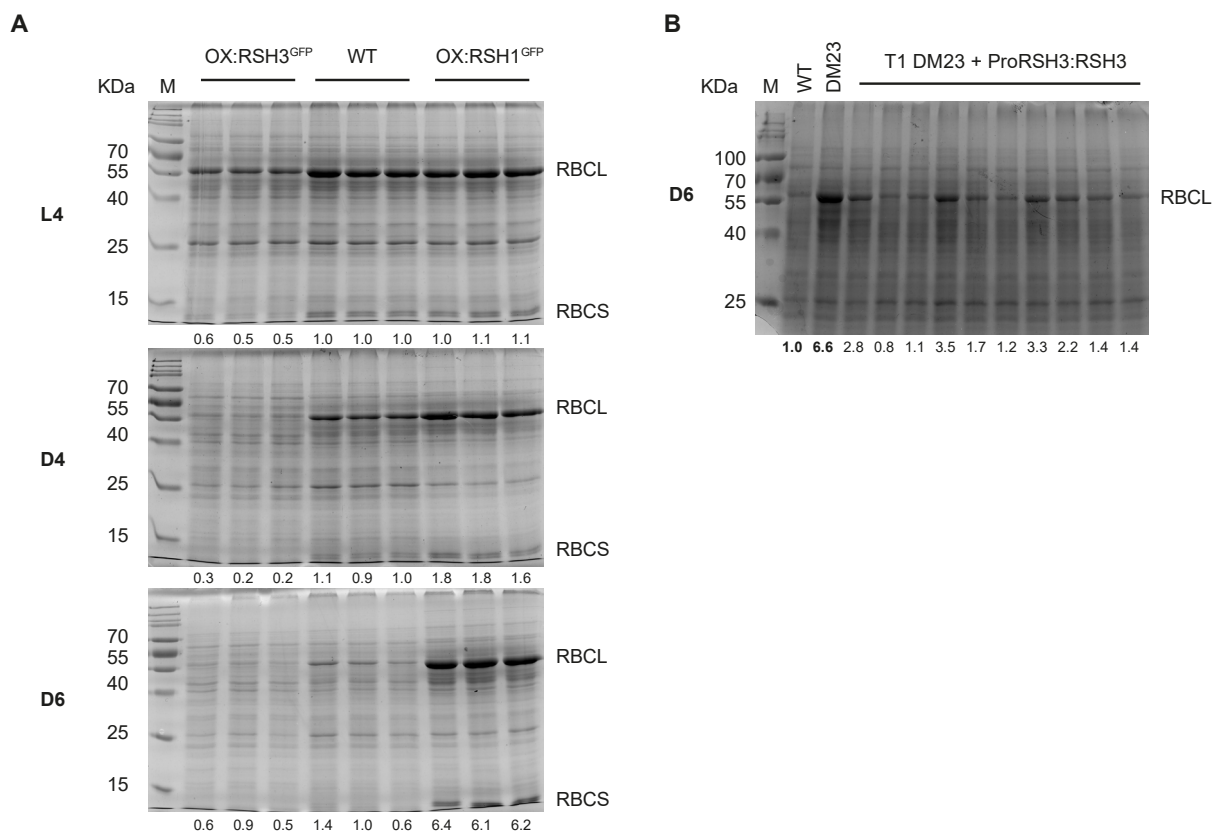 A
OX:RSH3GFP WT OX:RSH1GFP
KDa M
70
55
40
25
15
L4
RBCL
RBCS
0.6 0.5 0.5 1.0 1.0 1.0 1.0 1.1 1.1
70
55
40
25
15
D4
RBCL
RBCS
0.3 0.2 0.2 1.1 0.9 1.0 1.8 1.8 1.6
70
55
40
25
15
D6
RBCL
RBCS
0.6 0.9 0.5 1.4 1.0 0.6 6.4 6.1 6.2
B
KDa M WT DM23 T1 DM23 + ProRSH3:RSH3
100
70
55
40
25
D6
RBCL
1.0 6.6 2.8 0.8 1.1 3.5 1.7 1.2 3.3 2.2 1.4 1.4